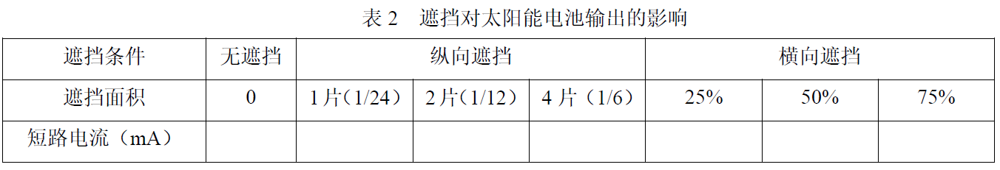 表 2 遮挡对太阳能电池输出的影响
遮挡条件 无遮挡 纵向遮挡 横向遮挡
遮挡面积 0 1片（1/24） 2片（1/12） 4 片（1/6） 25% 50% 75%
短路电流（mA）